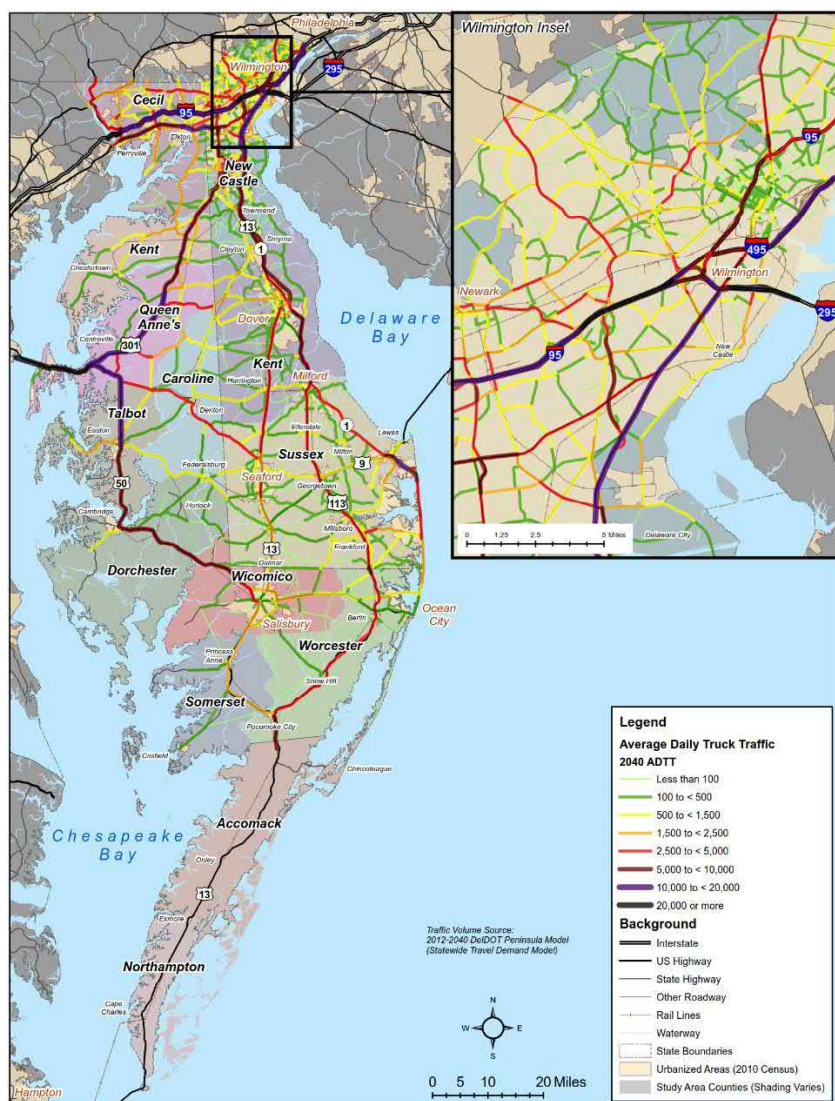 Philadelphia
Wilmington
295
Cecil
95
Elkton
Perryville
New
Castle
Townsend
13
Smyrna
Clayton
1
Kent
Chestertown
Queen
Anne's
Dover
Delaware
Bay
Centreville
301
Kent
Caroline
Harrington
Milford
Talbot
Denton
Ellendale
1
Lewes
Easton
Sussex
Milton
9
Federalsburg
Seaford
Georgetown
50
113
Cambridge
Hurlock
Millsboro
13
Frankford
Delmar
Dorchester
Wicomico
Ocean
City
Berlin
Salisbury
Princess
Anne
Worcester
Snow Hill
Somerset
Pocomoke City
Crisfield
Chincoteague
Accomack
Chesapeake
Bay
Onley
13
Exmore
Northampton
Cape
Charles
Hampton
Wilmington Inset
95
495
Wilmington
Newark
295
95
New
Castle
Delaware City
0 1.25 2.5 5 Miles
Legend
Average Daily Truck Traffic
2040 ADTT
Less than 100
100 to < 500
500 to < 1,500
1,500 to < 2,500
2,500 to < 5,000
5,000 to < 10,000
10,000 to < 20,000
20,000 or more
Background
Interstate
US Highway
State Highway
Other Roadway
Rail Lines
Waterway
State Boundaries
Urbanized Areas (2010 Census)
Study Area Counties (Shading Varies)
Traffic Volume Source:
2012-2040 DelDOT Peninsula Model
(Statewide Travel Demand Model)
N
W E
S
0 5 10 20 Miles